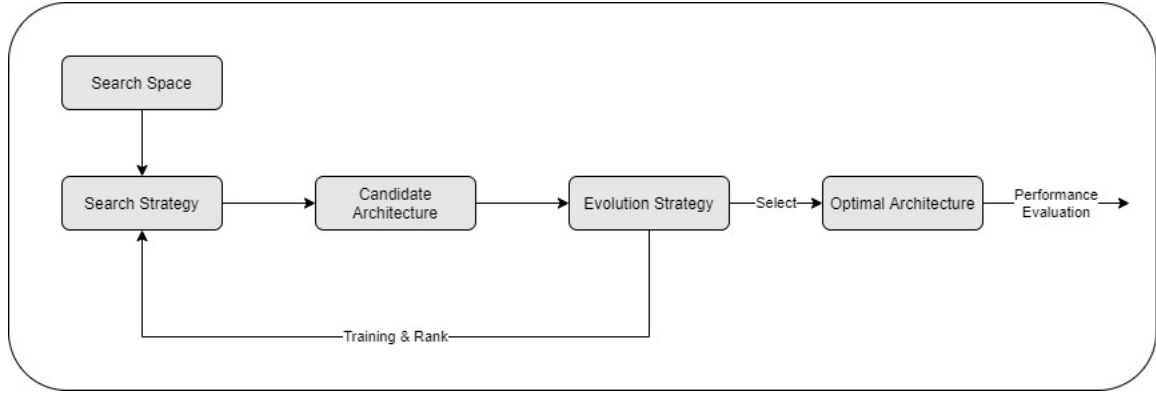 Search Space
Search Strategy
Candidate
Architecture
Evolution Strategy
Select
Optimal Architecture
Performance
Evaluation
Training & Rank